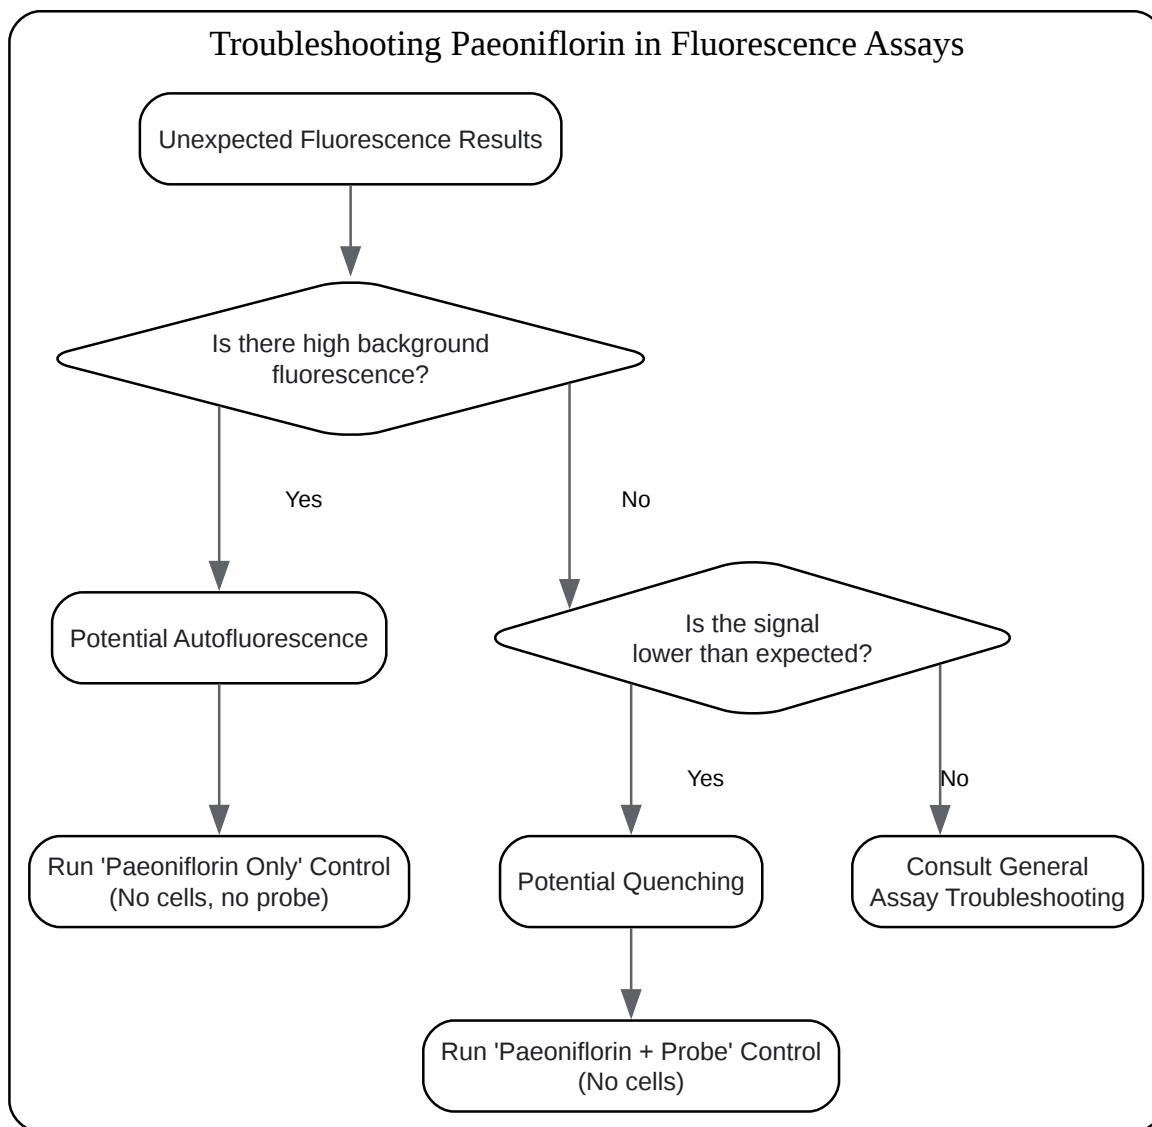 Troubleshooting Paeoniflorin in Fluorescence Assays
Unexpected Fluorescence Results
Is there high background
fluorescence?
Yes
No
Potential Autofluorescence
Is the signal
lower than expected?
Yes
No
Run 'Paeoniflorin Only' Control
(No cells, no probe)
Potential Quenching
Consult General
Assay Troubleshooting
Run 'Paeoniflorin + Probe' Control
(No cells)